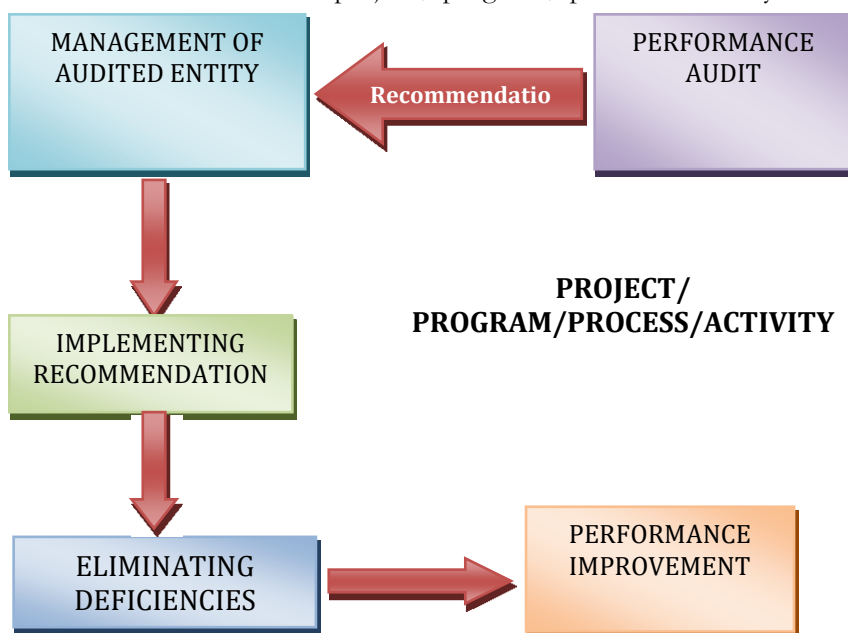 MANAGEMENT OF
AUDITED ENTITY
PERFORMANCE
AUDIT
Recommendatio
PROJECT/
PROGRAM/PROCESS/ACTIVITY
IMPLEMENTING
RECOMMENDATION
ELIMINATING
DEFICIENCIES
PERFORMANCE
IMPROVEMENT